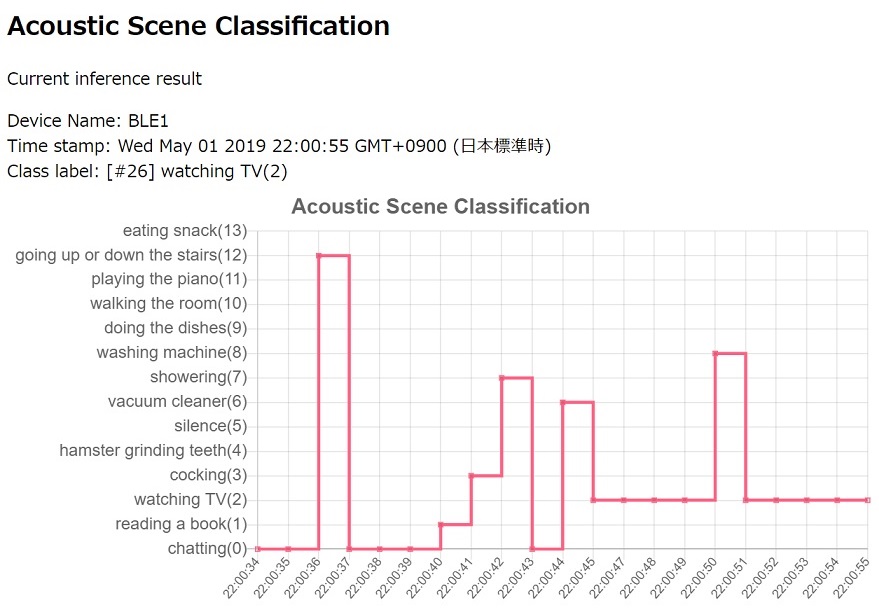 Acoustic Scene Classification
Current inference result
Device Name: BLE1
Time stamp: Wed May 01 2019 22:00:55 GMT+0900 (日本標準時)
Class label: [#26] watching TV(2)
Acoustic Scene Classification
eating snack(13)
going up or down the stairs(12)
playing the piano(11)
walking the room(10)
doing the dishes(9)
washing machine(8)
showering(7)
vacuum cleaner(6)
silence(5)
hamster grinding teeth(4)
cocking(3)
watching TV(2)
reading a book(1)
chatting(0)
22:00:34
22:00:35
22:00:36
22:00:37
22:00:38
22:00:39
22:00:40
22:00:41
22:00:42
22:00:43
22:00:44
22:00:45
22:00:47
22:00:48
22:00:49
22:00:50
22:00:51
22:00:52
22:00:53
22:00:54
22:00:55